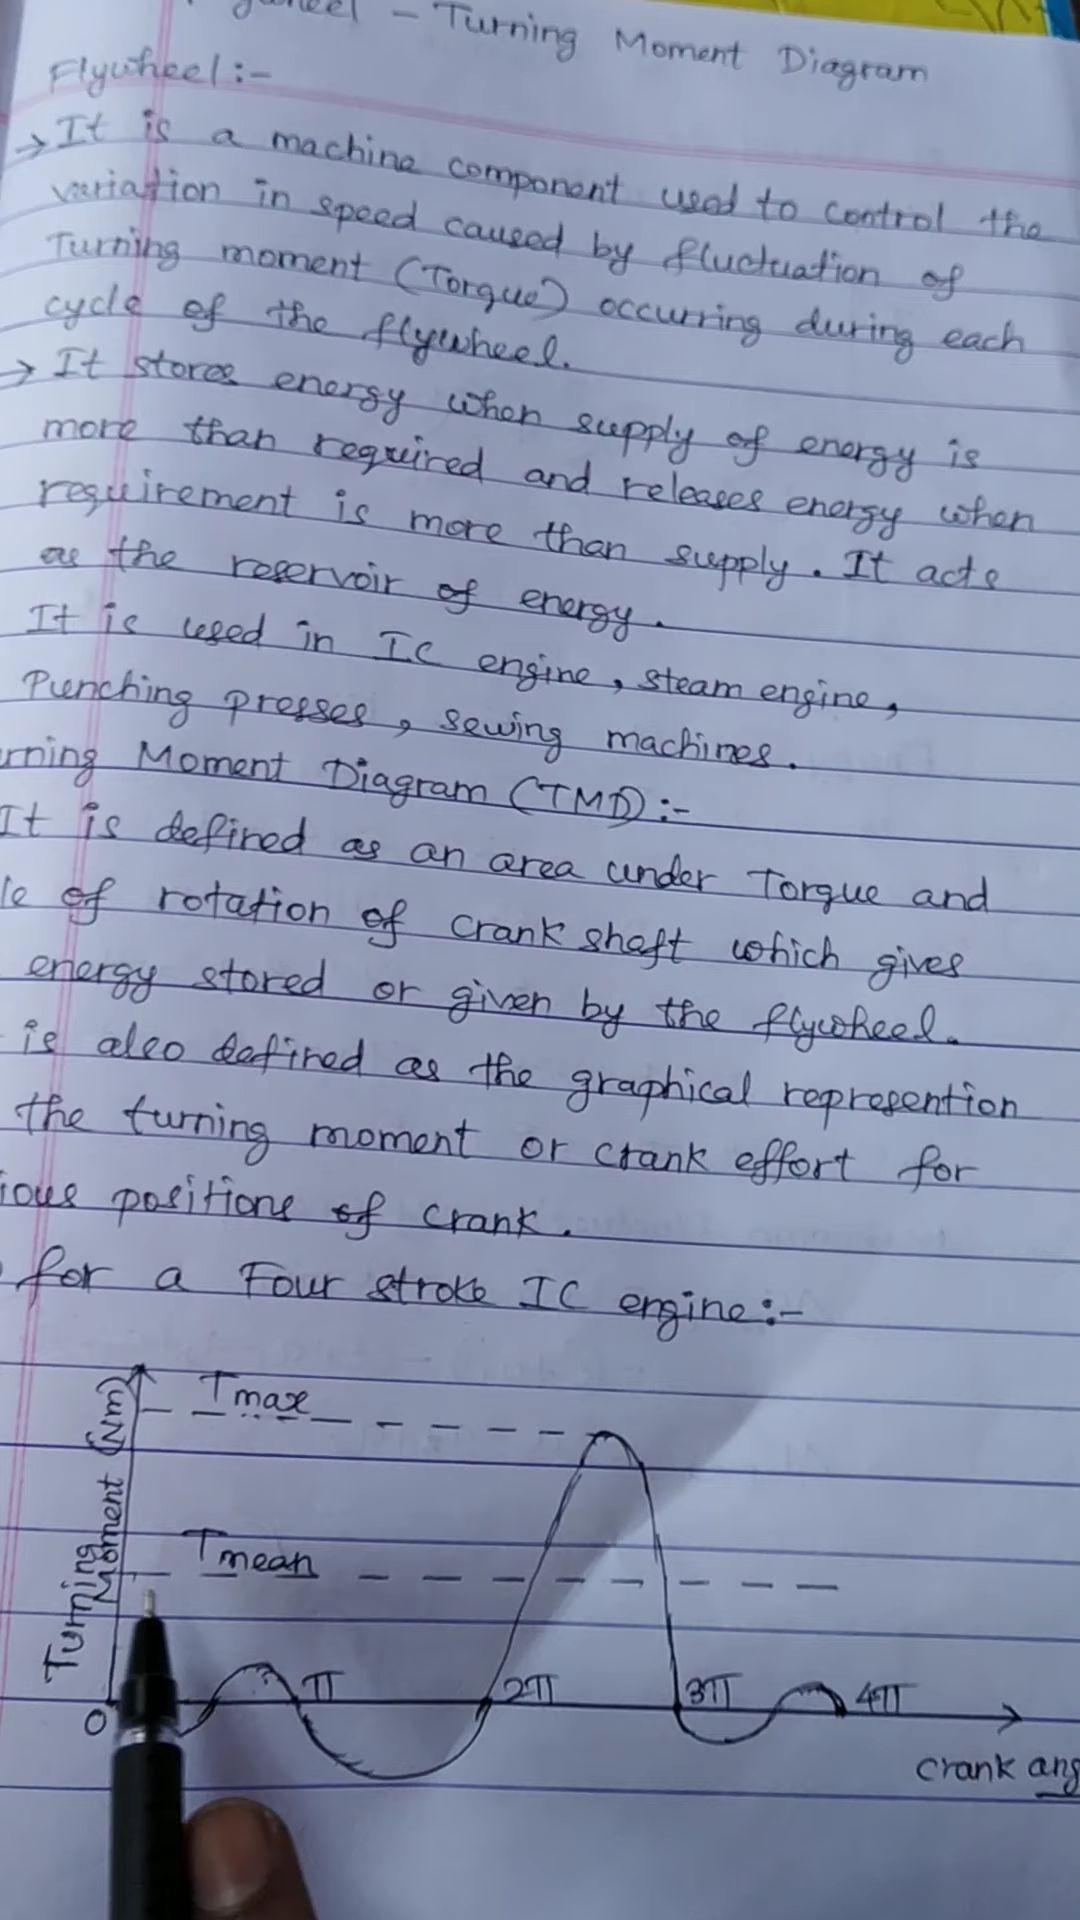 - Turning Moment Diagram
Flywheel :-
→ It is a machine component used to control the
variation in speed caused by fluctuation of
Turning moment (Torque) occurring during each
cycle of the flywheel.
→ It stores energy when supply of energy is
more than required and releases energy when
requirement is more than supply. It acts
as the reservoir of energy.
It is used in IC engine, steam engine,
Punching presses, sewing machines.
rning Moment Diagram (TMD) :-
It is defined as an area under Torque and
le of rotation of crank shaft which gives
energy stored or given by the flywheel.
is also defined as the graphical represention
the turning moment or crank effort for
ious positions of crank.
for a Four stroke IC engine :-
Tmax
Turning Moment (Nm)
Tmean
π 2π 3π 4π
0
crank ang